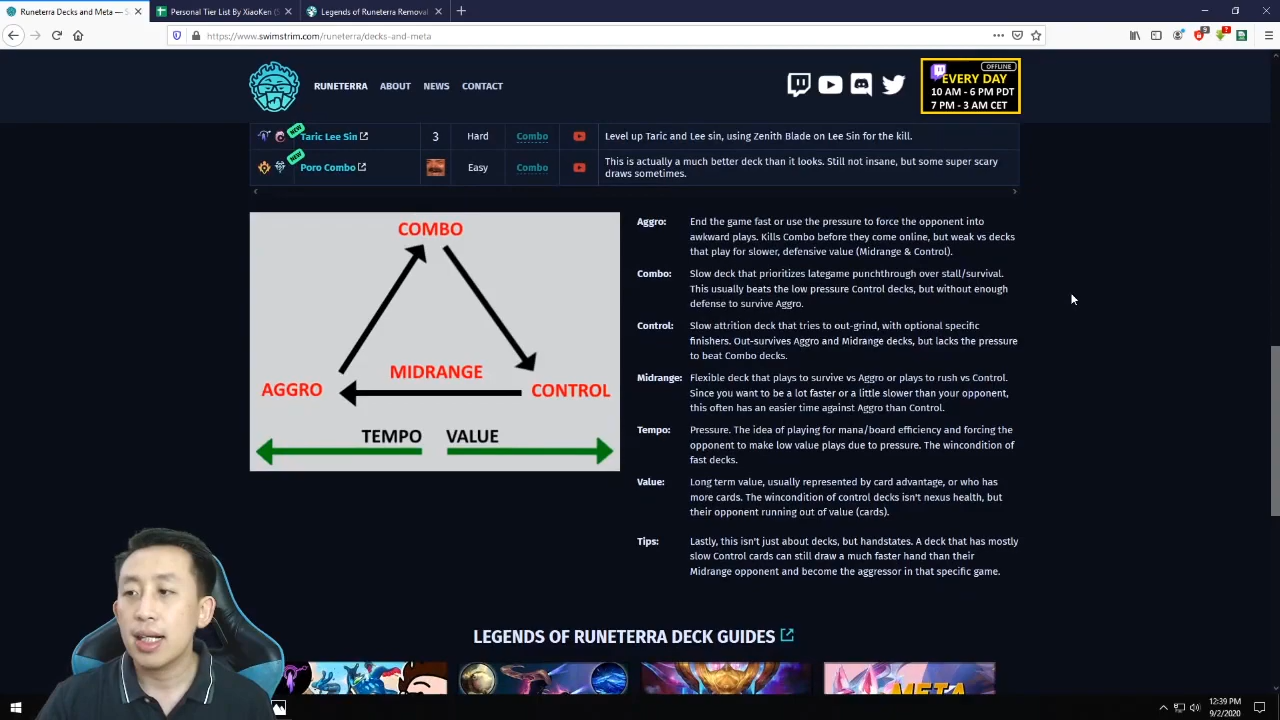 Runeterra Decks and Meta —
Personal Tier List By XiaoKen (S
Legends of Runeterra Removal
https://www.swimstrim.com/runeterra/decks-and-meta
RUNETERRA ABOUT NEWS CONTACT
OFFLINE
EVERY DAY
10 AM - 6 PM PDT
7 PM - 3 AM CET
NEW
Taric Lee Sin 3 Hard Combo Level up Taric and Lee sin, using Zenith Blade on Lee Sin for the kill.
NEW
Poro Combo Easy Combo This is actually a much better deck than it looks. Still not insane, but some super scary
draws sometimes.
COMBO
MIDRANGE
AGGRO
CONTROL
TEMPO VALUE
Aggro: End the game fast or use the pressure to force the opponent into
awkward plays. Kills Combo before they come online, but weak vs decks
that play for slower, defensive value (Midrange & Control).
Combo: Slow deck that prioritizes lategame punchthrough over stall/survival.
This usually beats the low pressure Control decks, but without enough
defense to survive Aggro.
Control: Slow attrition deck that tries to out-grind, with optional specific
finishers. Out-survives Aggro and Midrange decks, but lacks the pressure
to beat Combo decks.
Midrange: Flexible deck that plays to survive vs Aggro or plays to rush vs Control.
Since you want to be a lot faster or a little slower than your opponent,
this often has an easier time against Aggro than Control.
Tempo: Pressure. The idea of playing for mana/board efficiency and forcing the
opponent to make low value plays due to pressure. The wincondition of
fast decks.
Value: Long term value, usually represented by card advantage, or who has
more cards. The wincondition of control decks isn't nexus health, but
their opponent running out of value (cards).
Tips: Lastly, this isn't just about decks, but handstates. A deck that has mostly
slow Control cards can still draw a much faster hand than their
Midrange opponent and become the aggressor in that specific game.
LEGENDS OF RUNETERRA DECK GUIDES
META
12:39 PM
9/2/2020